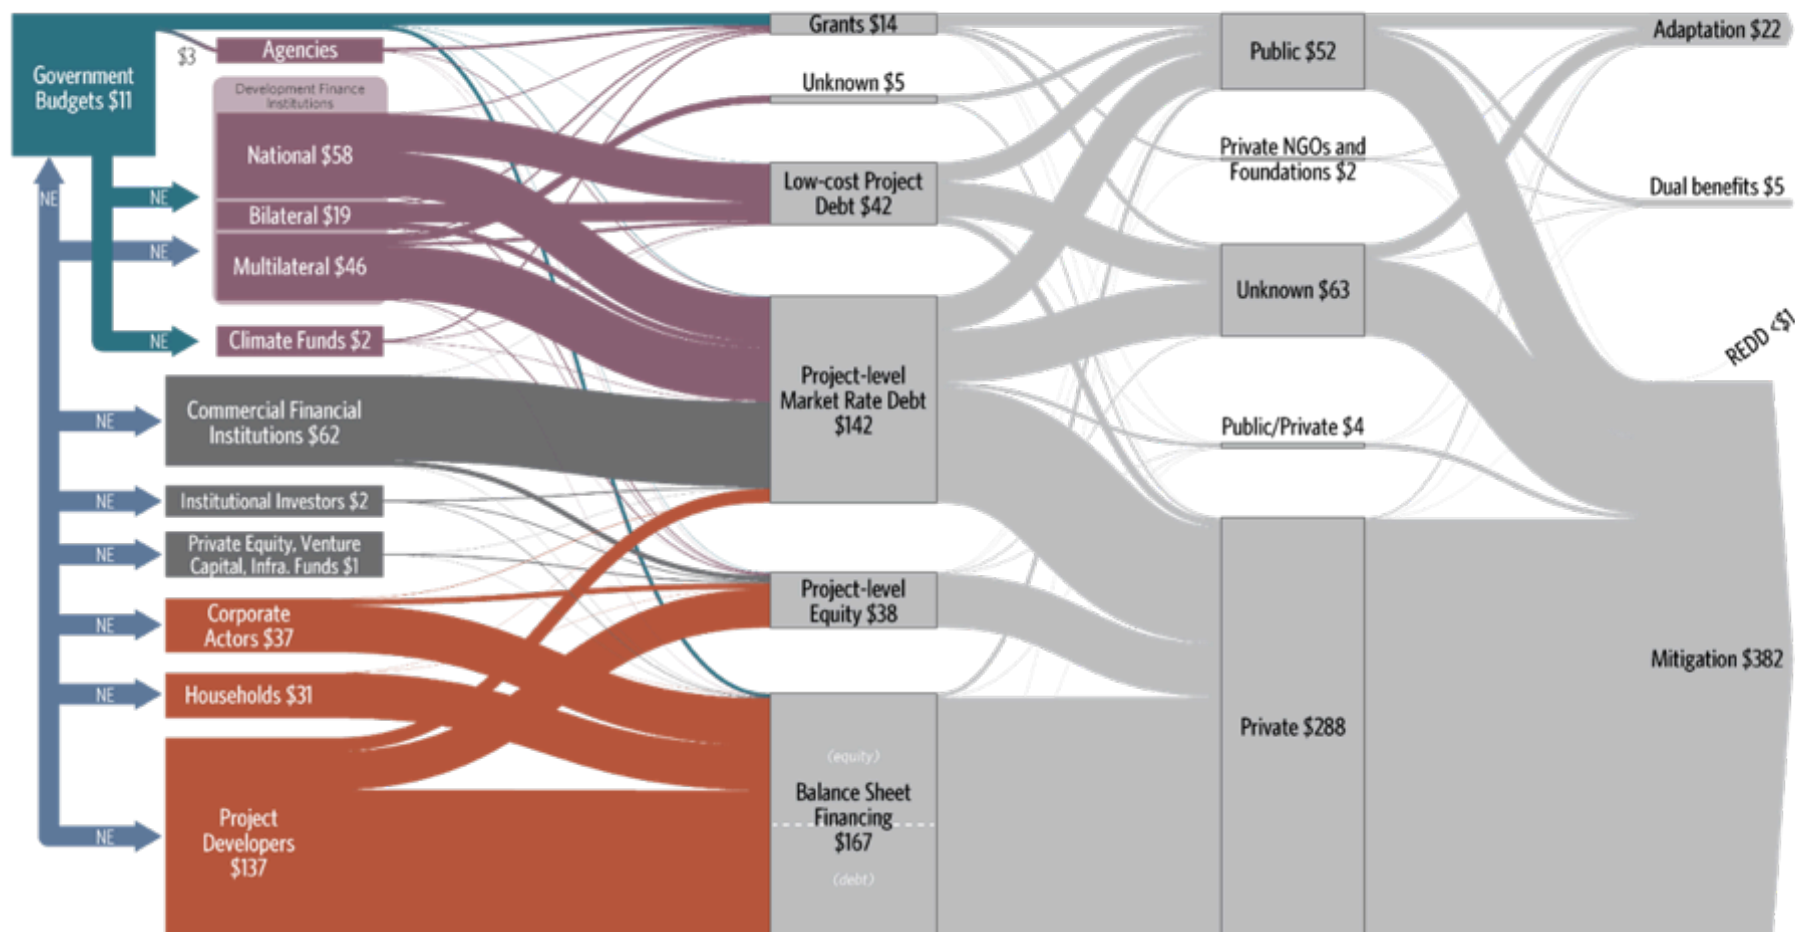 Government
Budgets $11
$3
Agencies
Development Finance
Institutions
National $58
Bilateral $19
Multilateral $46
Climate Funds $2
NE
NE
NE
NE
Commercial Financial
Institutions $62
NE
Institutional Investors $2
NE
Private Equity, Venture
Capital, Infra. Funds $1
NE
Corporate
Actors $37
NE
Households $31
NE
Project
Developers
$137
NE
Grants $14
Unknown $5
Low-cost Project
Debt $42
Project-level
Market Rate Debt
$142
Project-level
Equity $38
(equity)
Balance Sheet
Financing
$167
(debt)
Public $52
Private NGOs and
Foundations $2
Unknown $63
Public/Private $4
Private $288
Adaptation $22
Dual benefits $5
REDD <$1
Mitigation $382